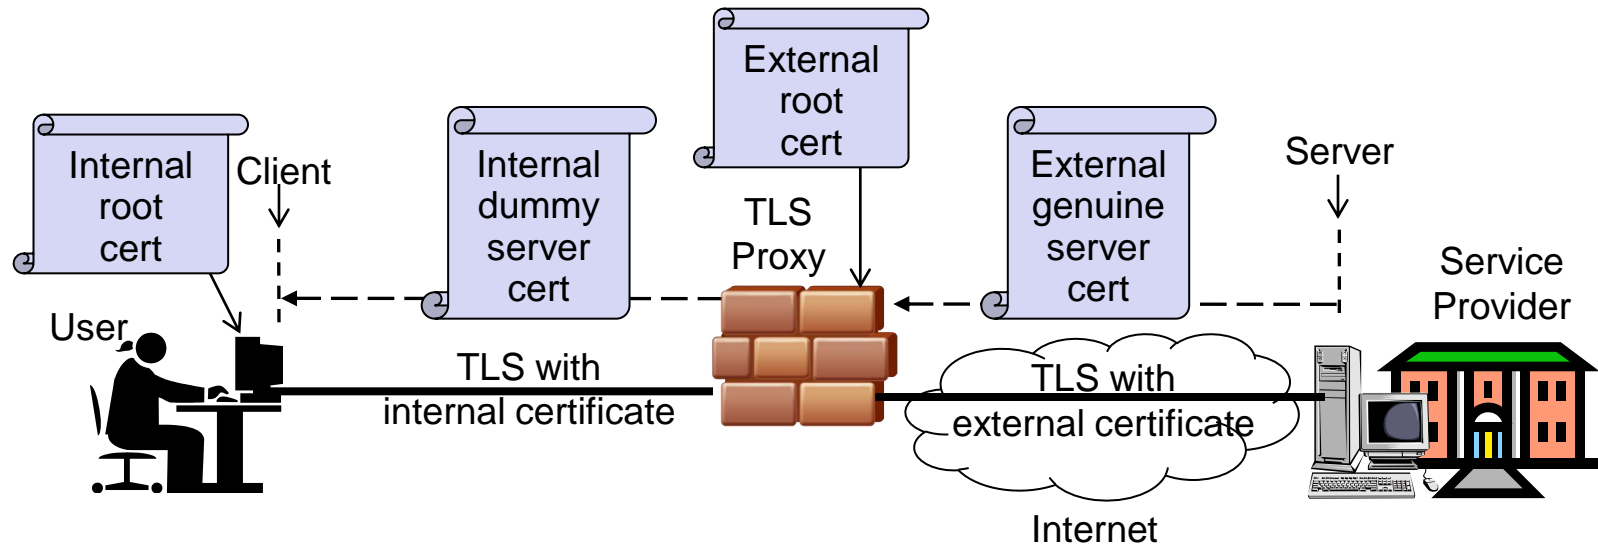 External
root
cert
Internal
root
cert
Client
Internal
dummy
server
cert
TLS
Proxy
External
genuine
server
cert
Server
Service
Provider
User
TLS with
internal certificate
TLS with
external certificate
Internet